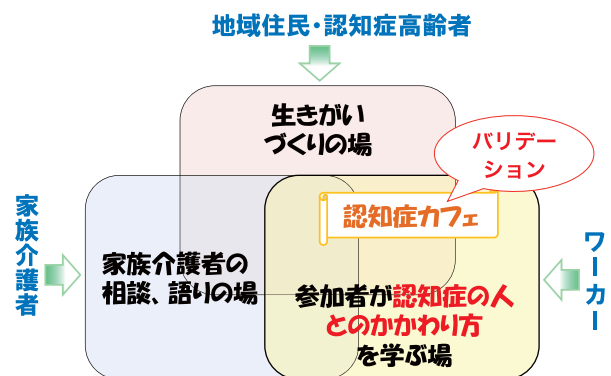 地域住民・認知症高齢者
生きがい
づくりの場
バリデー
ション
認知症カフェ
家族介護者
家族介護者の
相談、語りの場
参加者が認知症の人
とのかかわり方
を学ぶ場
ワーカー